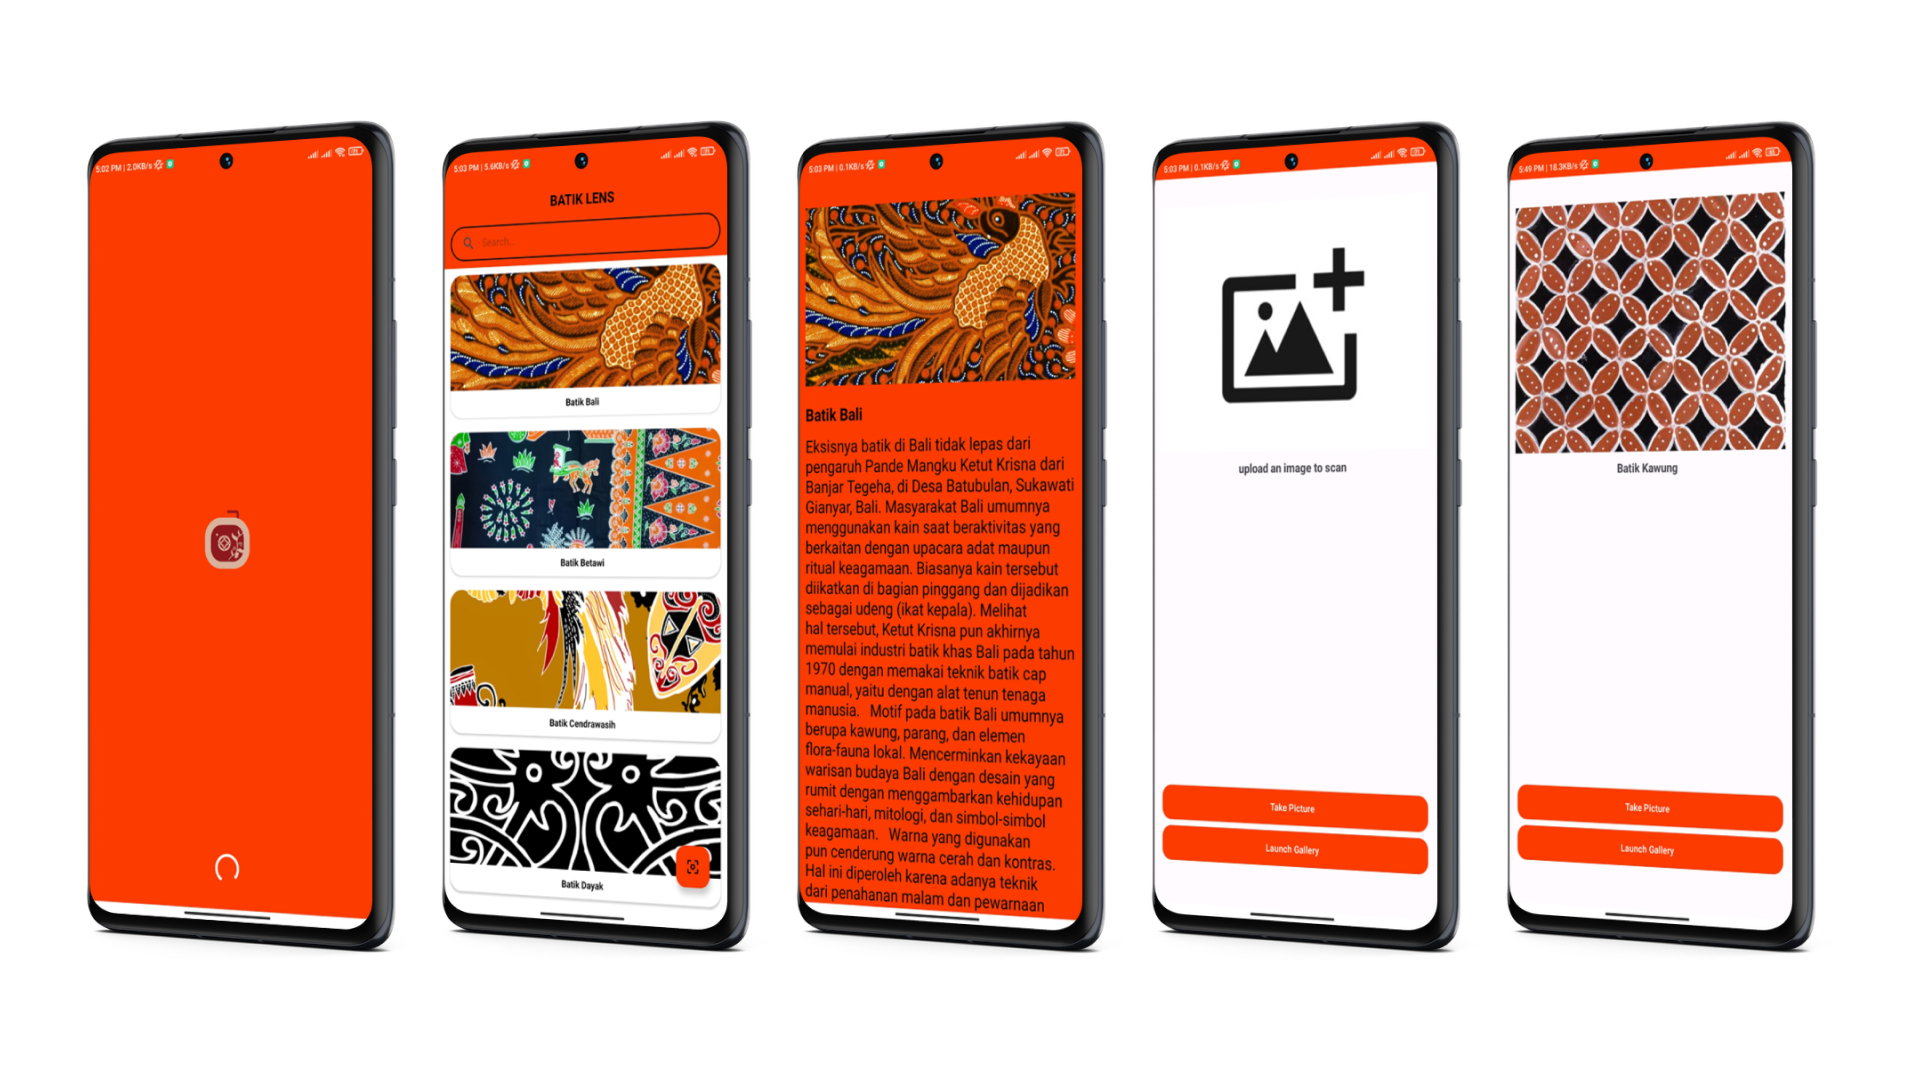 5:02 PM | 2.0KB/s
5:03 PM | 5.6KB/s
BATIK LENS
Search...
Batik Bali
Batik Betawi
Batik Cendrawasih
Batik Dayak
5:03 PM | 0.1KB/s
Batik Bali
Eksisnya batik di Bali tidak lepas dari
pengaruh Pande Mangku Ketut Krisna dari
Banjar Tegeha, di Desa Batubulan, Sukawati
Gianyar, Bali. Masyarakat Bali umumnya
menggunakan kain saat beraktivitas yang
berkaitan dengan upacara adat maupun
ritual keagamaan. Biasanya kain tersebut
diikatkan di bagian pinggang dan dijadikan
sebagai udeng (ikat kepala). Melihat
hal tersebut, Ketut Krisna pun akhirnya
memulai industri batik khas Bali pada tahun
1970 dengan memakai teknik batik cap
manual, yaitu dengan alat tenun tenaga
manusia. Motif pada batik Bali umumnya
berupa kawung, parang, dan elemen
flora-fauna lokal. Mencerminkan kekayaan
warisan budaya Bali dengan desain yang
rumit dengan menggambarkan kehidupan
sehari-hari, mitologi, dan simbol-simbol
keagamaan. Warna yang digunakan
pun cenderung warna cerah dan kontras.
Hal ini diperoleh karena adanya teknik
dari penahanan malam dan pewarnaan
5:03 PM | 0.1KB/s
upload an image to scan
Take Picture
Launch Gallery
5:49 PM | 18.3KB/s
Batik Kawung
Take Picture
Launch Gallery